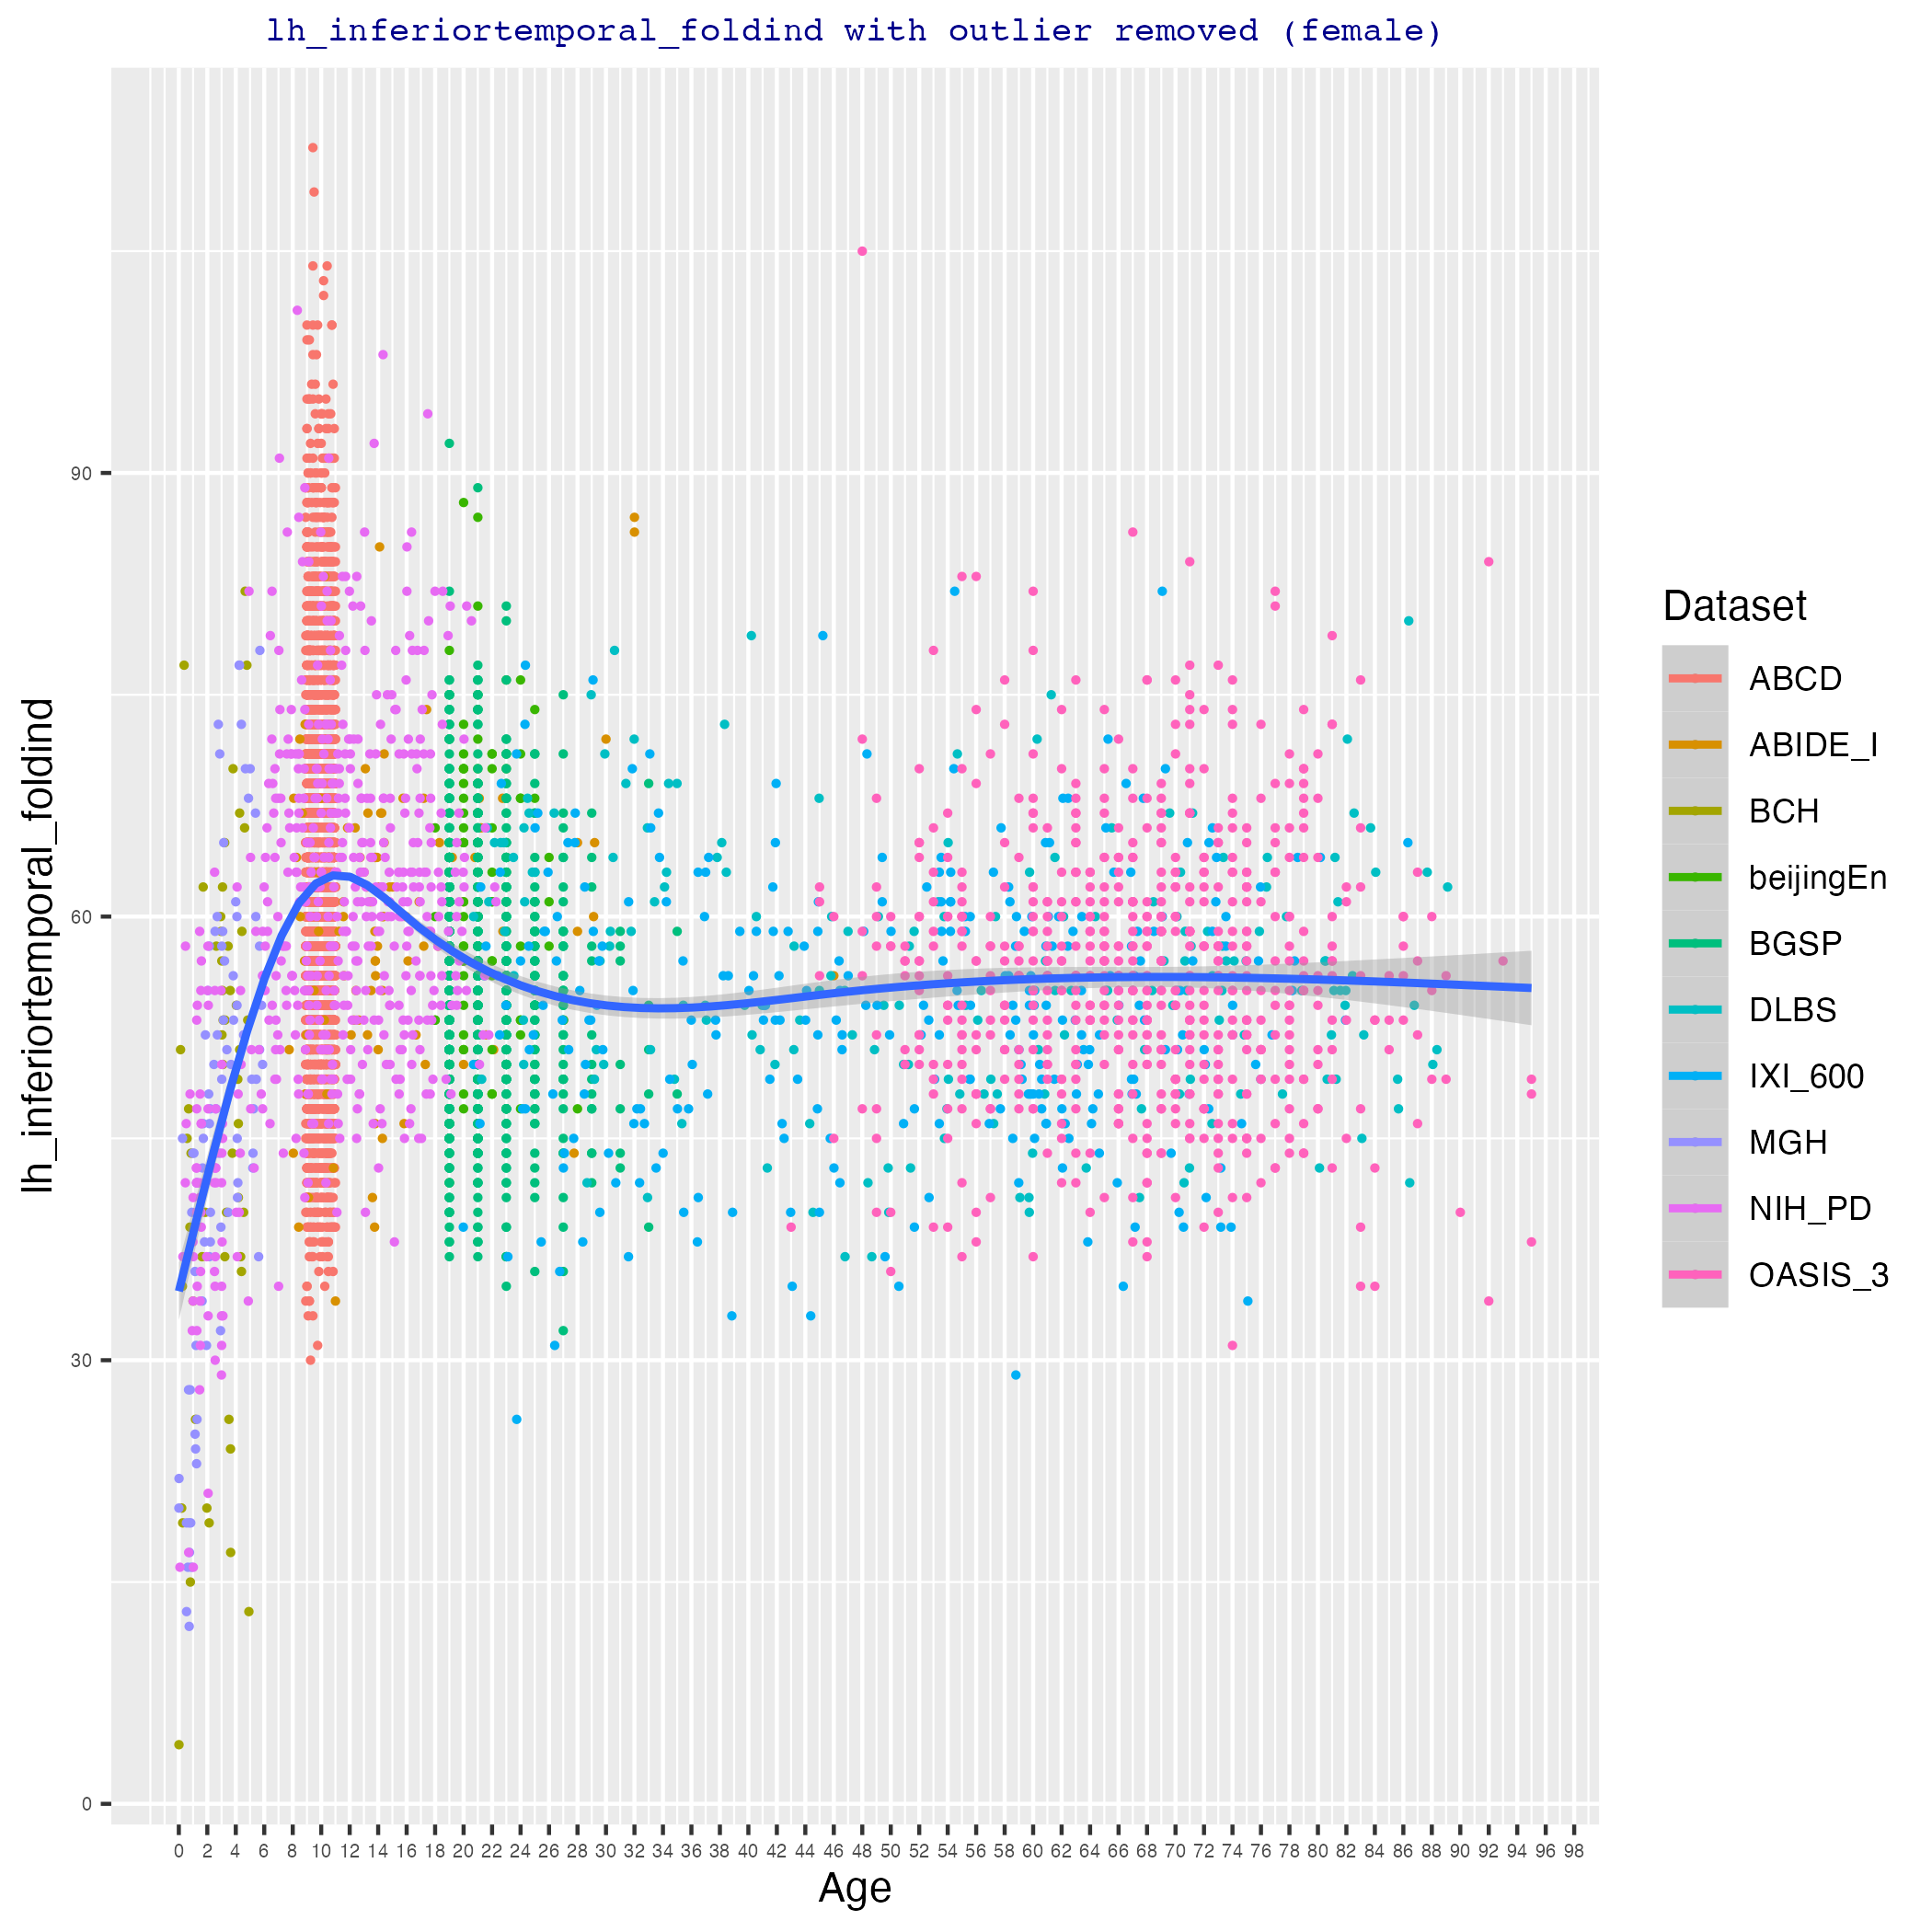 lh_inferiortemporal_foldind with outlier removed (female)
lh_inferiortemporal_foldind
90
60
30
0
0 2 4 6 8 10 12 14 16 18 20 22 24 26 28 30 32 34 36 38 40 42 44 46 48 50 52 54 56 58 60 62 64 66 68 70 72 74 76 78 80 82 84 86 88 90 92 94 96 98
Age
Dataset
ABCD
ABIDE_I
BCH
beijingEn
BGSP
DLBS
IXI_600
MGH
NIH_PD
OASIS_3